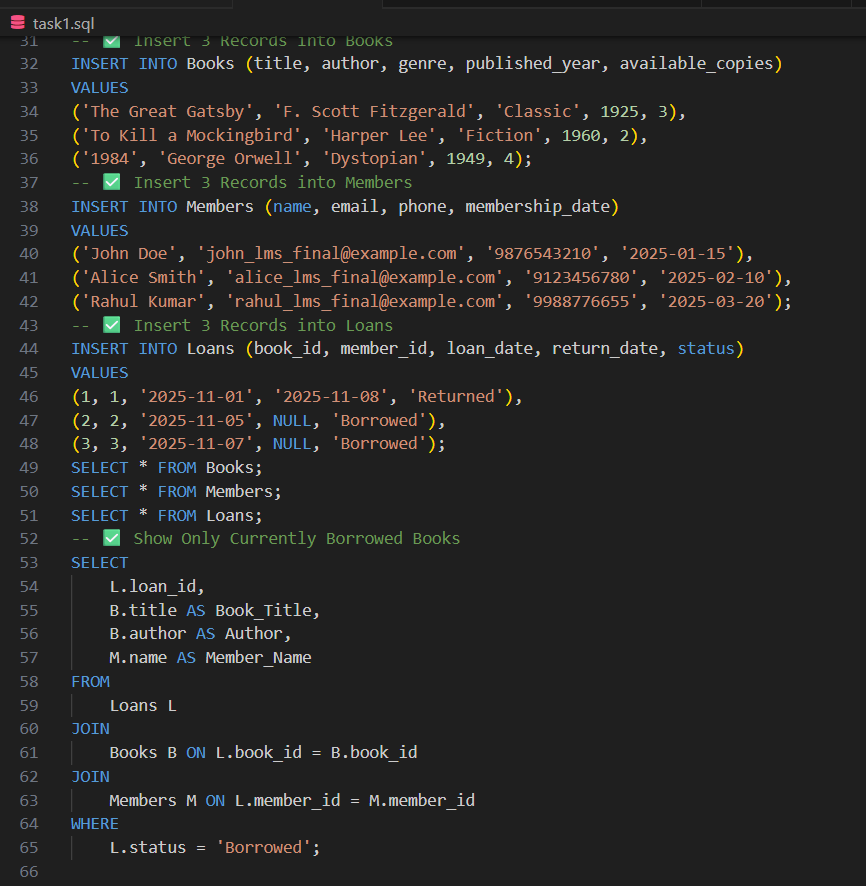 task1.sql
31 -- ✅ Insert 3 Records into Books
32 INSERT INTO Books (title, author, genre, published_year, available_copies)
33 VALUES
34 ('The Great Gatsby', 'F. Scott Fitzgerald', 'Classic', 1925, 3),
35 ('To Kill a Mockingbird', 'Harper Lee', 'Fiction', 1960, 2),
36 ('1984', 'George Orwell', 'Dystopian', 1949, 4);
37 -- ✅ Insert 3 Records into Members
38 INSERT INTO Members (name, email, phone, membership_date)
39 VALUES
40 ('John Doe', 'john_lms_final@example.com', '9876543210', '2025-01-15'),
41 ('Alice Smith', 'alice_lms_final@example.com', '9123456780', '2025-02-10'),
42 ('Rahul Kumar', 'rahul_lms_final@example.com', '9988776655', '2025-03-20');
43 -- ✅ Insert 3 Records into Loans
44 INSERT INTO Loans (book_id, member_id, loan_date, return_date, status)
45 VALUES
46 (1, 1, '2025-11-01', '2025-11-08', 'Returned'),
47 (2, 2, '2025-11-05', NULL, 'Borrowed'),
48 (3, 3, '2025-11-07', NULL, 'Borrowed');
49 SELECT * FROM Books;
50 SELECT * FROM Members;
51 SELECT * FROM Loans;
52 -- ✅ Show Only Currently Borrowed Books
53 SELECT
54     L.loan_id,
55     B.title AS Book_Title,
56     B.author AS Author,
57     M.name AS Member_Name
58 FROM
59     Loans L
60 JOIN
61     Books B ON L.book_id = B.book_id
62 JOIN
63     Members M ON L.member_id = M.member_id
64 WHERE
65     L.status = 'Borrowed';
66